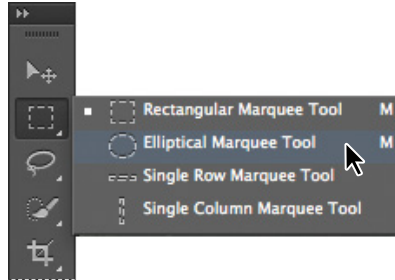 Rectangular Marquee Tool M
Elliptical Marquee Tool M
Single Row Marquee Tool
Single Column Marquee Tool